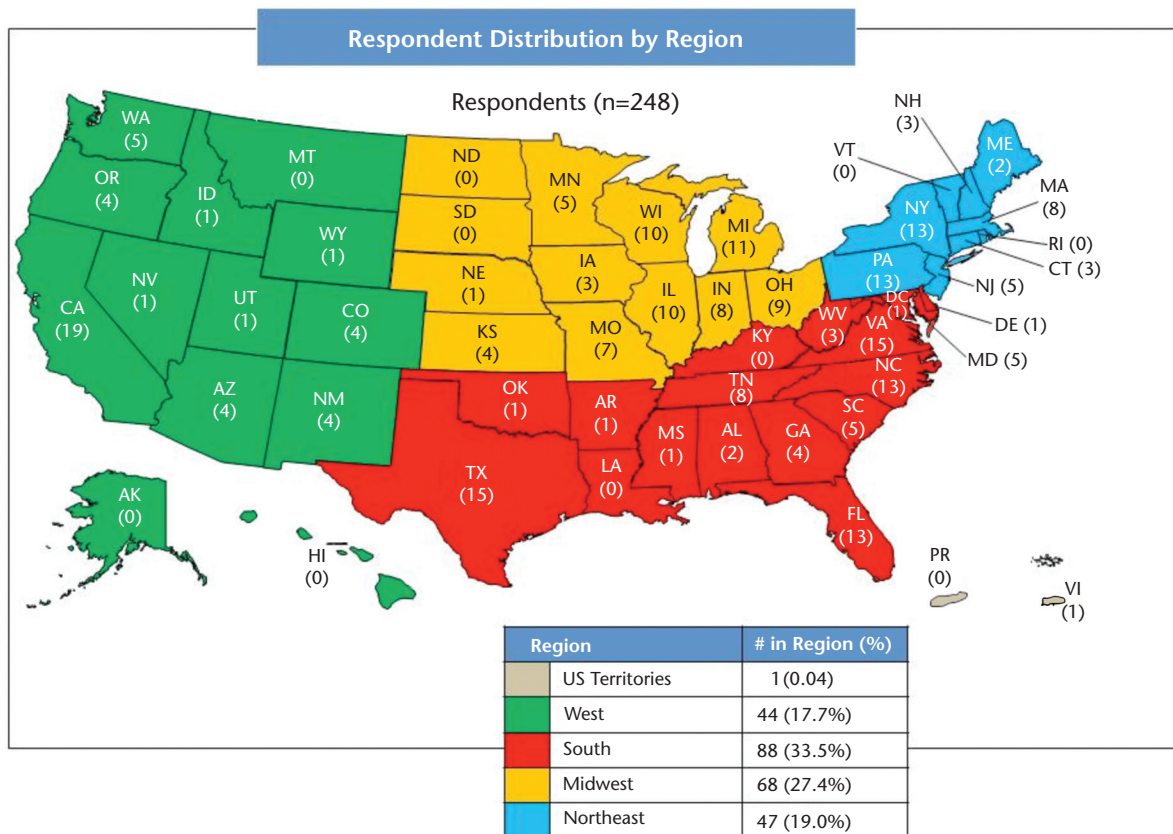 Respondent Distribution by Region
Respondents (n=248)
WA
(5)
OR
(4)
ID
(1)
MT
(0)
WY
(1)
CA
(19)
NV
(1)
UT
(1)
CO
(4)
AZ
(4)
NM
(4)
AK
(0)
HI
(0)
ND
(0)
SD
(0)
NE
(1)
KS
(4)
MN
(5)
IA
(3)
MO
(7)
WI
(10)
IL
(10)
MI
(11)
IN
(8)
OH
(9)
NH
(3)
VT
(0)
ME
(2)
MA
(8)
RI (0)
CT (3)
NY
(13)
PA
(13)
NJ (5)
DE (1)
MD (5)
DC
(1)
WV
(3)
VA
(15)
KY
(0)
NC
(13)
TN
(8)
SC
(5)
OK
(1)
AR
(1)
MS
(1)
AL
(2)
GA
(4)
TX
(15)
LA
(0)
FL
(13)
PR
(0)
VI
(1)
Region # in Region (%)
US Territories 1 (0.04)
West 44 (17.7%)
South 88 (33.5%)
Midwest 68 (27.4%)
Northeast 47 (19.0%)